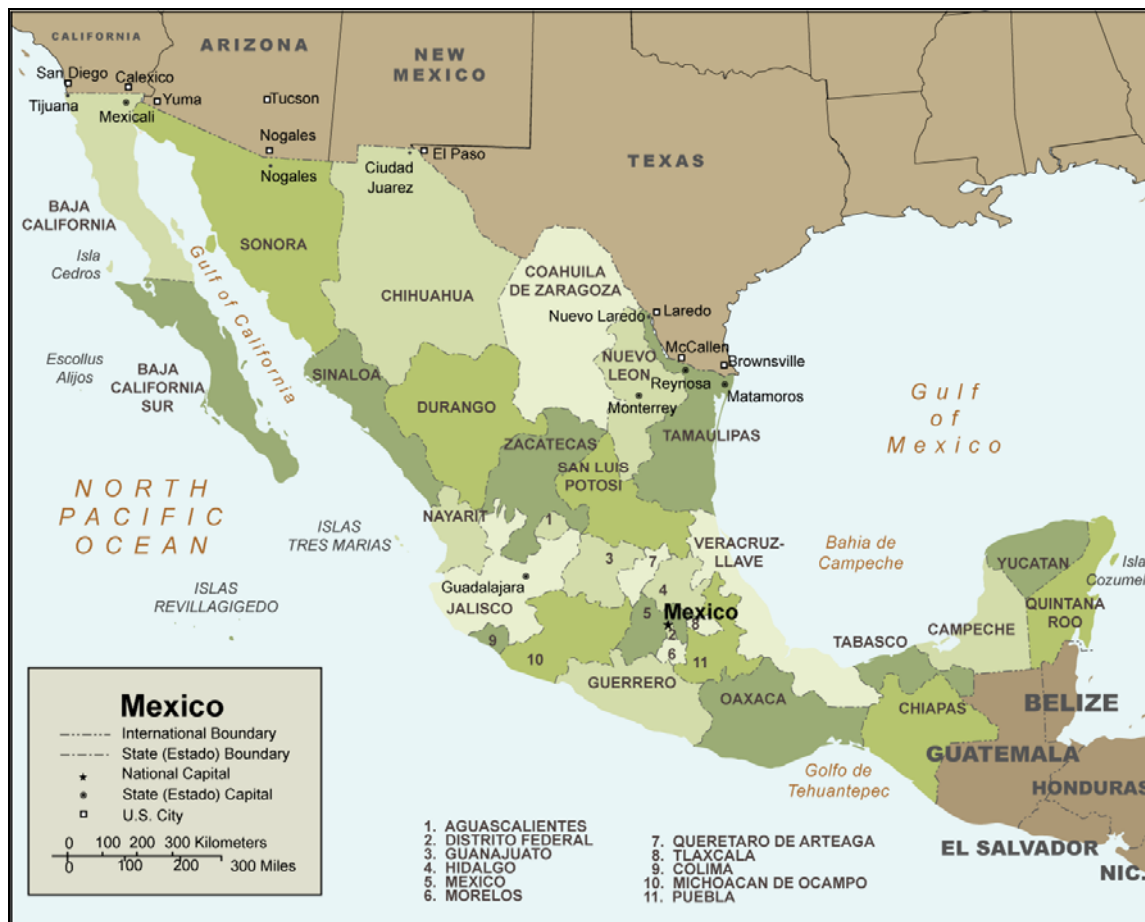 CALIFORNIA
ARIZONA
NEW
MEXICO
TEXAS
San Diego
Calexico
Yuma
Tucson
Tijuana
Mexicali
Nogales
Nogales
Ciudad
Juarez
El Paso
BAJA
CALIFORNIA
Isla
Cedros
SONORA
Gulf of California
CHIHUAHUA
COAHUILA
DE ZARAGOZA
Nuevo Laredo
Laredo
McCallen
Brownsville
NUEVO
LEON
Reynosa
Matamoros
Monterrey
Escollus
Alijos
BAJA
CALIFORNIA
SUR
SINALOA
DURANGO
ZACATECAS
TAMAULIPAS
SAN LUIS
POTOSI
Gulf
of
Mexico
NORTH
PACIFIC
OCEAN
ISLAS
TRES MARIAS
NAYARIT
1
3
7
4
VERACRUZ-
LLAVE
Bahia de
Campeche
YUCATAN
Isla
Cozumel
ISLAS
REVILLAGIGEDO
Guadalajara
JALISCO
5
Mexico
8
2
6
9
10
11
QUINTANA
ROO
CAMPECHE
TABASCO
GUERRERO
OAXACA
CHIAPAS
BELIZE
GUATEMALA
HONDURAS
EL SALVADOR
NIC.
Golfo de
Tehuantepec
Mexico
International Boundary
State (Estado) Boundary
National Capital
State (Estado) Capital
U.S. City
0 100 200 300 Kilometers
0 100 200 300 Miles
1. AGUASCALIENTES
2. DISTRITO FEDERAL
3. GUANAJUATO
4. HIDALGO
5. MEXICO
6. MORELOS
7. QUERETARO DE ARTEAGA
8. TLAXCALA
9. COLIMA
10. MICHOACAN DE OCAMPO
11. PUEBLA